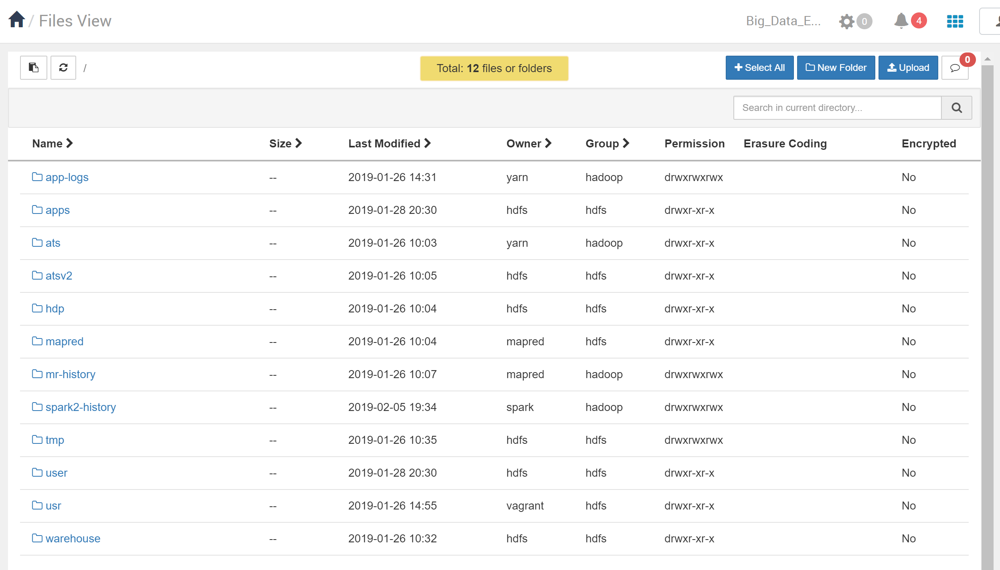 / Files View Big_Data_E... 0 4
/ Total: 12 files or folders Select All New Folder Upload 0
Search in current directory...
Name Size Last Modified Owner Group Permission Erasure Coding Encrypted
app-logs -- 2019-01-26 14:31 yarn hadoop drwxrwxrwx No
apps -- 2019-01-28 20:30 hdfs hdfs drwxr-xr-x No
ats -- 2019-01-26 10:03 yarn hadoop drwxr-xr-x No
atsv2 -- 2019-01-26 10:05 hdfs hdfs drwxr-xr-x No
hdp -- 2019-01-26 10:04 hdfs hdfs drwxr-xr-x No
mapred -- 2019-01-26 10:04 mapred hdfs drwxr-xr-x No
mr-history -- 2019-01-26 10:07 mapred hadoop drwxrwxrwx No
spark2-history -- 2019-02-05 19:34 spark hadoop drwxrwxrwx No
tmp -- 2019-01-26 10:35 hdfs hdfs drwxrwxrwx No
user -- 2019-01-28 20:30 hdfs hdfs drwxr-xr-x No
usr -- 2019-01-26 14:55 vagrant hdfs drwxr-xr-x No
warehouse -- 2019-01-26 10:32 hdfs hdfs drwxr-xr-x No